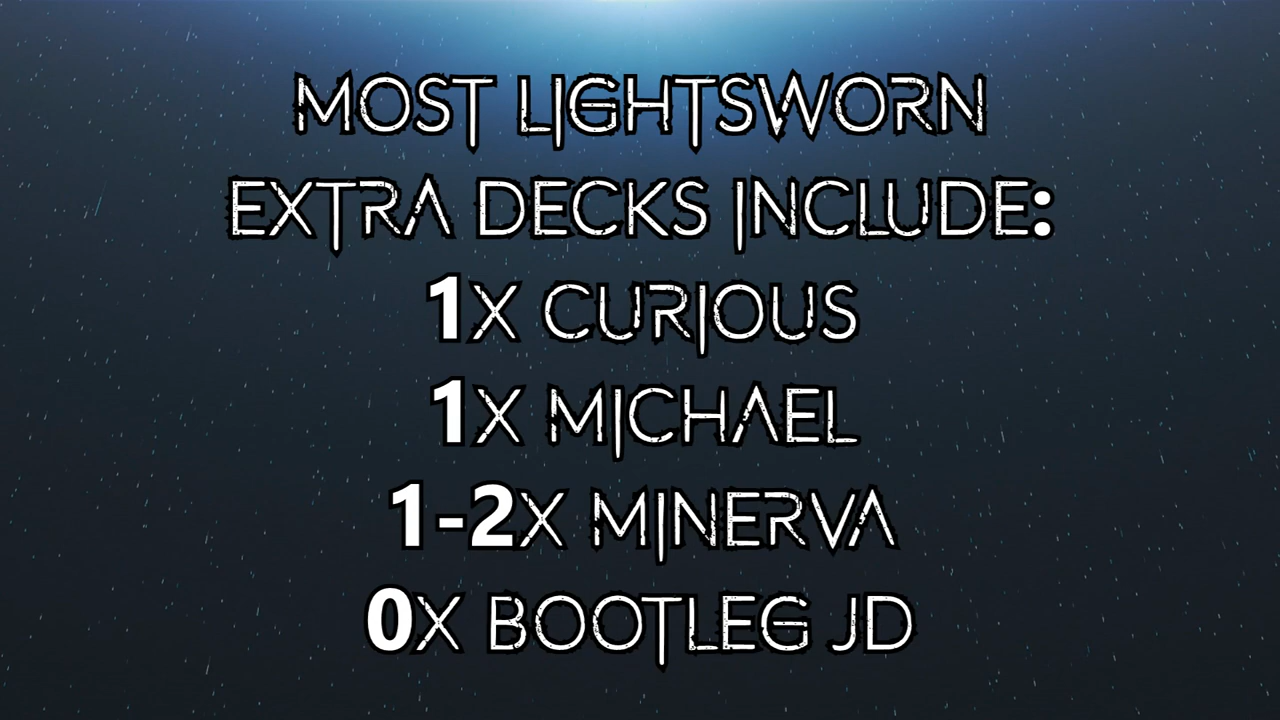 MOST LIGHTSWORN
EXTRA DECKS INCLUDE:
1X CURIOUS
1X MICHAEL
1-2X MINERVA
0X BOOTLEG JD